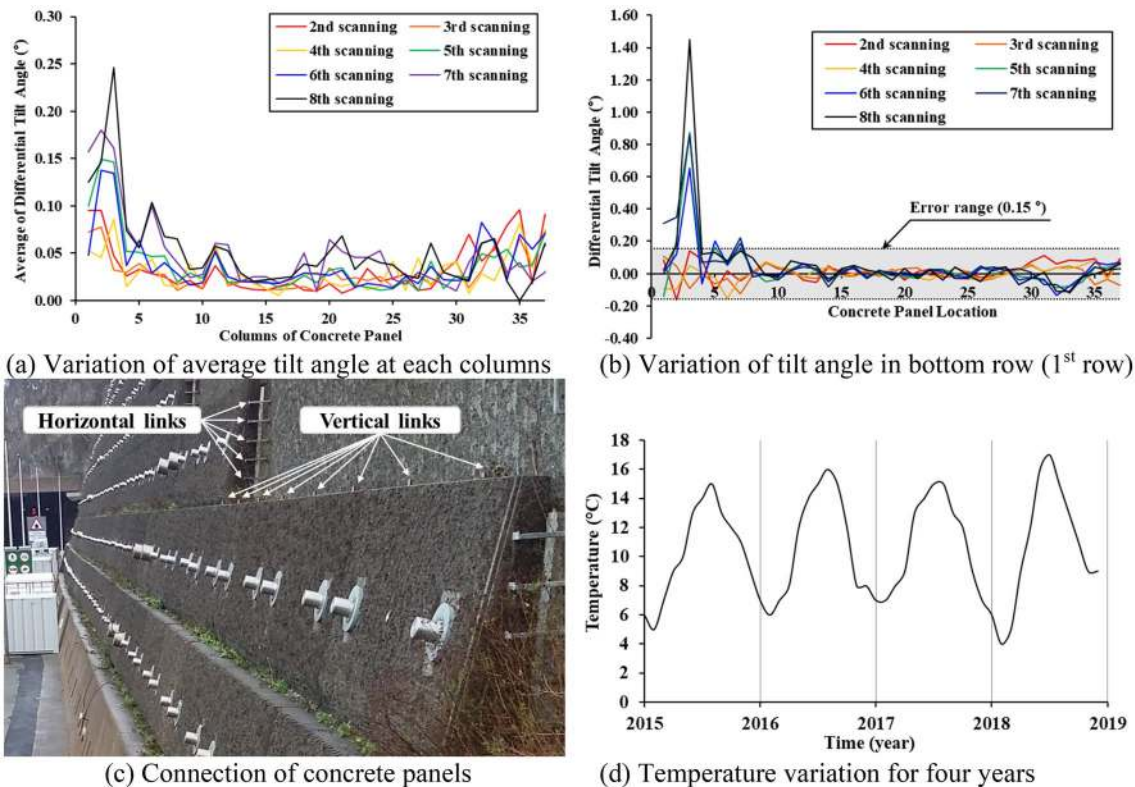 0.30
0.25
0.20
0.15
0.10
0.05
0.00
Average of Differential Tilt Angle (°)
2nd scanning 3rd scanning
4th scanning 5th scanning
6th scanning 7th scanning
8th scanning
0 5 10 15 20 25 30 35
Columns of Concrete Panel
(a) Variation of average tilt angle at each columns
1.60
1.40
1.20
1.00
0.80
0.60
0.40
0.20
0.00
-0.20
-0.40
Differential Tilt Angle (°)
2nd scanning 3rd scanning
4th scanning 5th scanning
6th scanning 7th scanning
8th scanning
Error range (0.15 °)
0 5 10 15 20 25 30 35
Concrete Panel Location
(b) Variation of tilt angle in bottom row (1st row)
Horizontal links
Vertical links
(c) Connection of concrete panels
18
16
14
12
10
8
6
4
2
0
Temperature (°C)
2015 2016 2017 2018 2019
Time (year)
(d) Temperature variation for four years